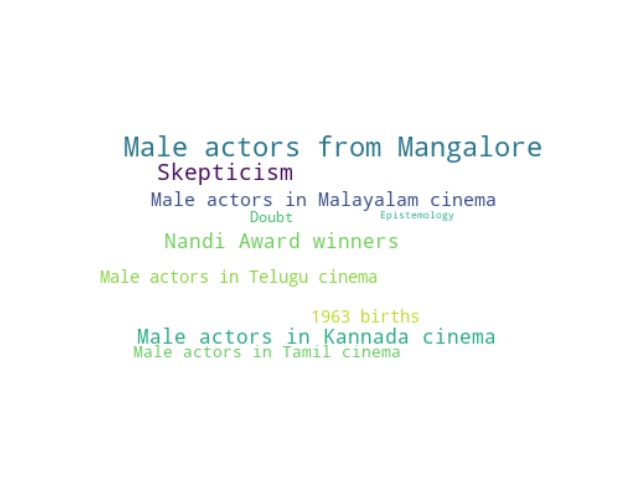 Male actors from Mangalore
Skepticism
Male actors in Malayalam cinema
Doubt
Epistemology
Nandi Award winners
Male actors in Telugu cinema
1963 births
Male actors in Kannada cinema
Male actors in Tamil cinema